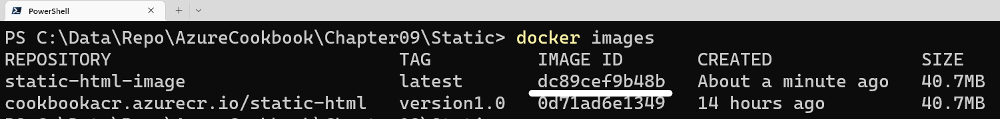 PowerShell
PS C:\Data\Repo\AzureCookbook\Chapter09\Static> docker images
REPOSITORY TAG IMAGE ID CREATED SIZE
static-html-image latest dc89cef9b48b About a minute ago 40.7MB
cookbookacr.azurecr.io/static-html version1.0 0d71ad6e1349 14 hours ago 40.7MB